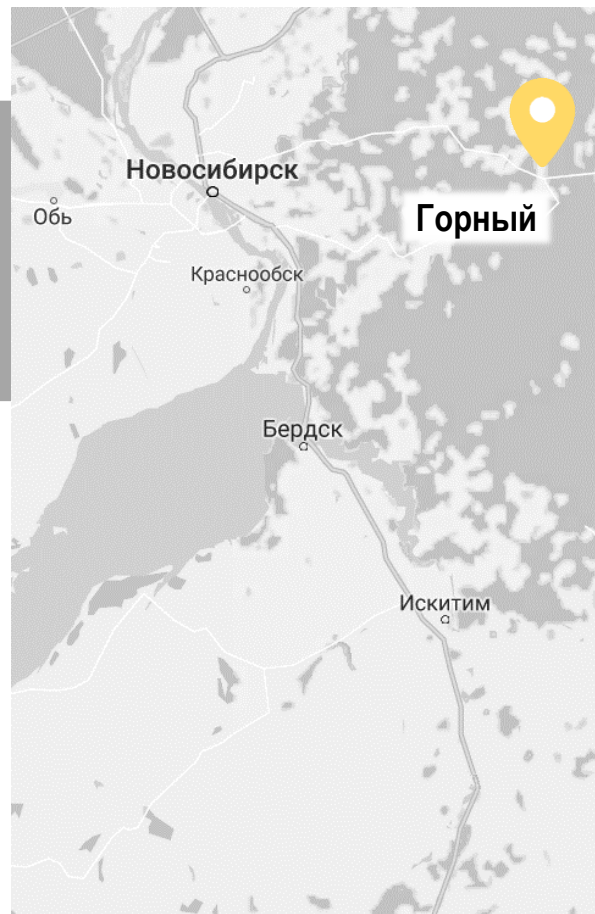 Новосибирск
Обь
Горный
Краснообск
Бердск
Искитим